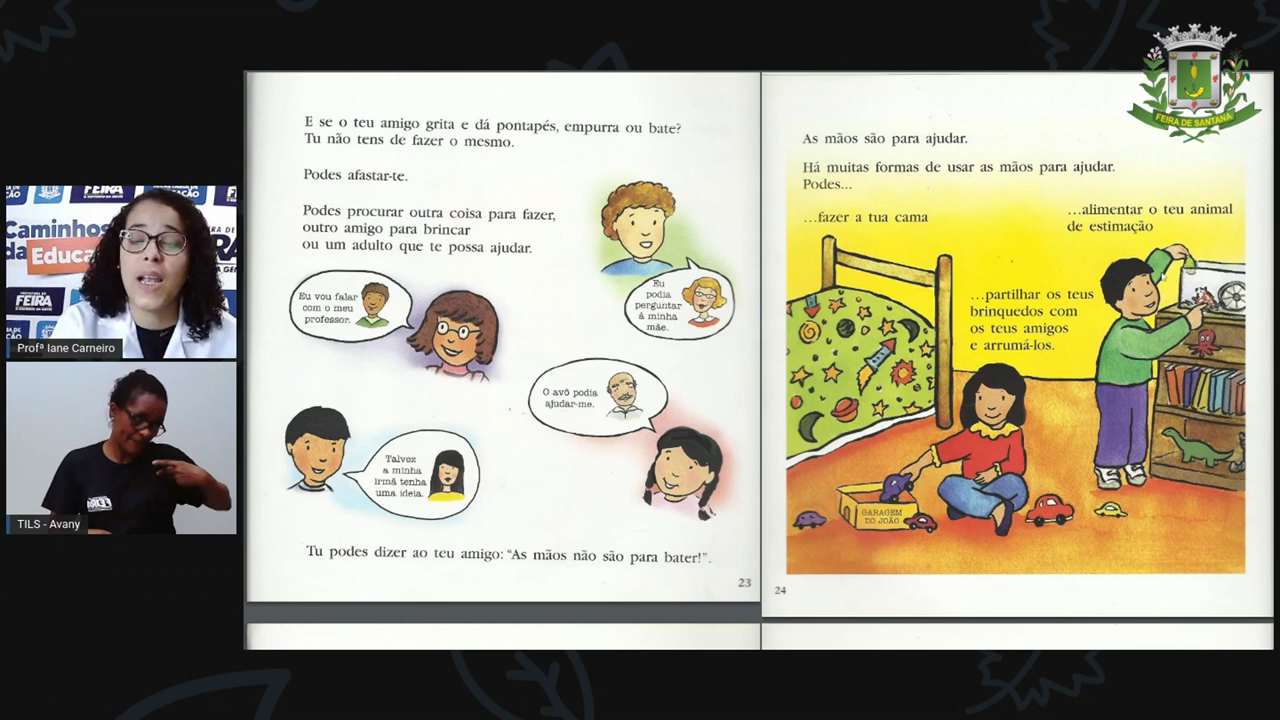 E se o teu amigo grita e dá pontapés, empurra ou bate?
Tu não tens de fazer o mesmo.
Podes afastar-te.
Podes procurar outra coisa para fazer,
outro amigo para brincar
ou um adulto que te possa ajudar.
Eu vou falar
com o meu
professor.
Eu
podia
perguntar
à minha
mãe.
O avô podia
ajudar-me.
Talvez
a minha
irmã tenha
uma ideia.
Tu podes dizer ao teu amigo: “As mãos não são para bater!”.
23
As mãos são para ajudar.
Há muitas formas de usar as mãos para ajudar.
Podes...
...fazer a tua cama
...alimentar o teu animal
de estimação
...partilhar os teus
brinquedos com
os teus amigos
e arrumá-los.
GARAGEM
DO JOÃO
24
FEIRA DE SANTANA
Caminhos
da Educa
FEIRA
FEIRA
Profª Iane Carneiro
TILS - Avany